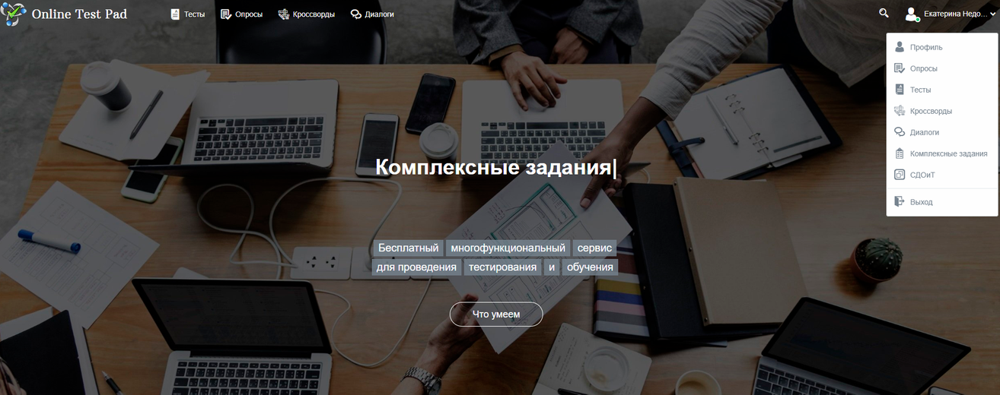 Online Test Pad
Тесты
Опросы
Кроссворды
Диалоги
Екатерина Недо...
Профиль
Опросы
Тесты
Кроссворды
Диалоги
Комплексные задания
СДОиТ
Выход
Комплексные задания|
Бесплатный многофункциональный сервис
для проведения тестирования и обучения
Что умеем